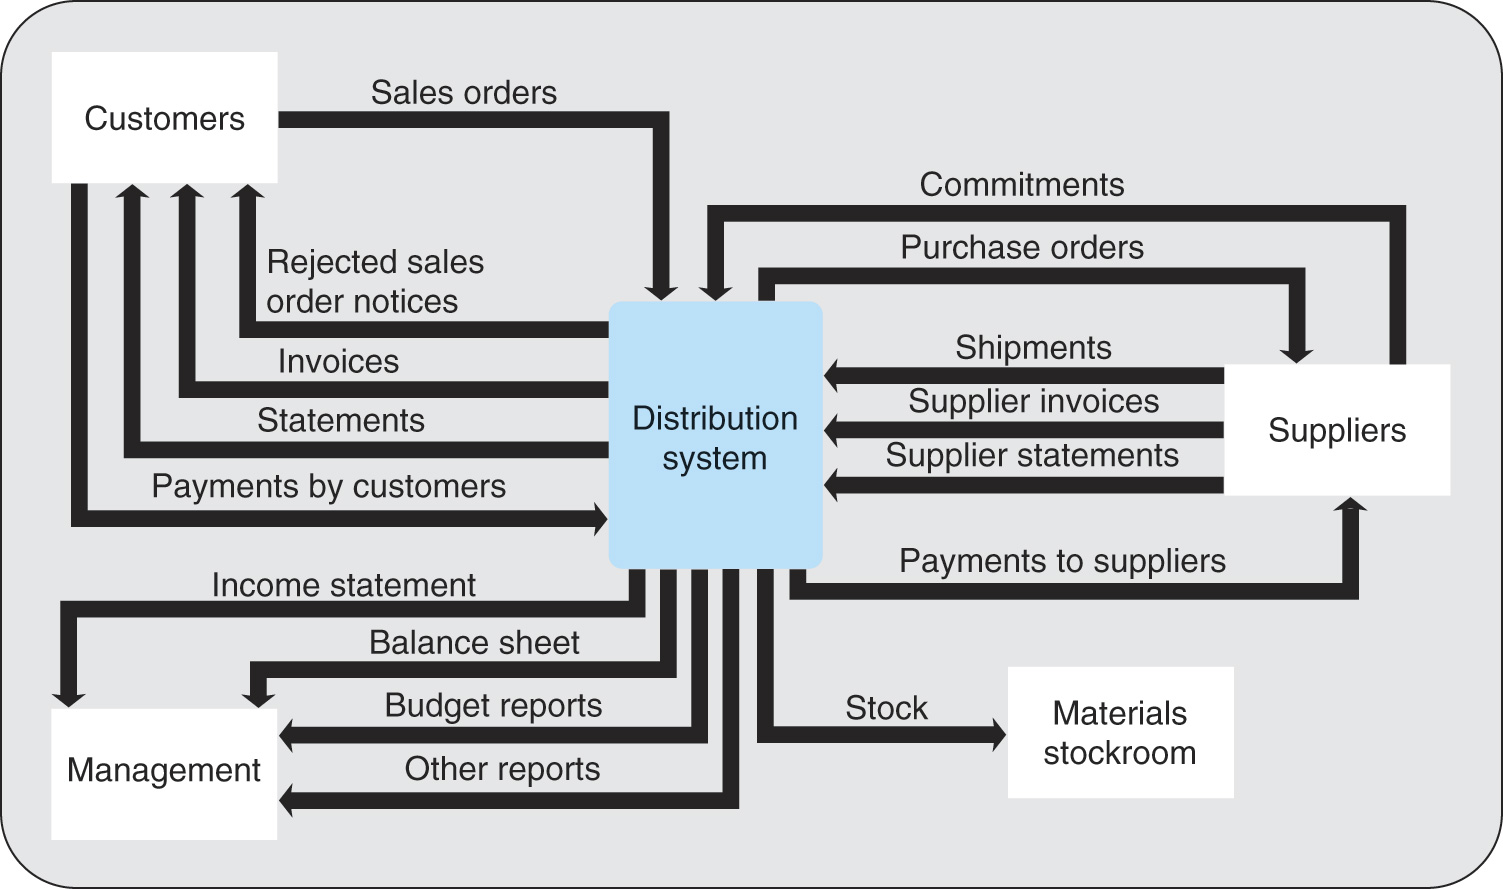 Customers
Sales orders
Commitments
Purchase orders
Rejected sales
order notices
Invoices
Statements
Payments by customers
Distribution
system
Shipments
Supplier invoices
Supplier statements
Suppliers
Payments to suppliers
Income statement
Balance sheet
Budget reports
Other reports
Management
Stock
Materials
stockroom